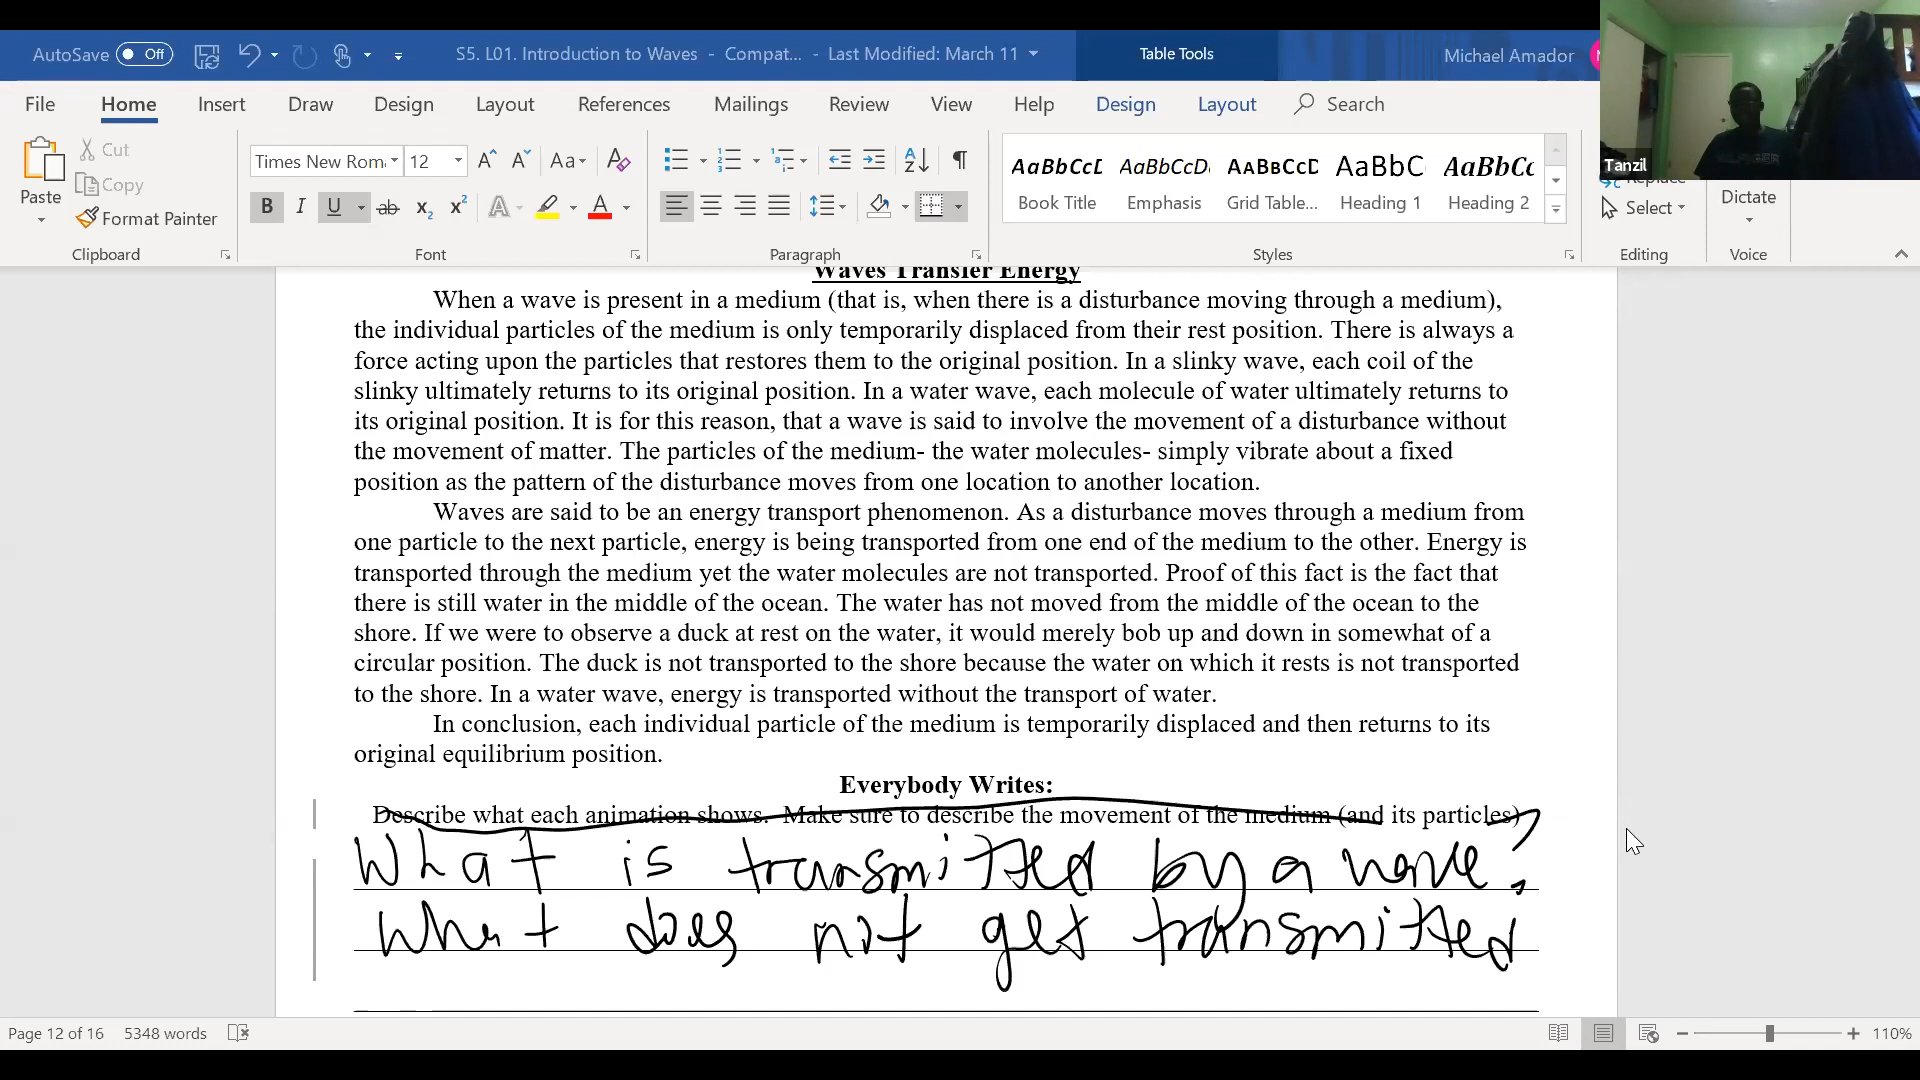 AutoSave Off S5. L01. Introduction to Waves - Compat... - Last Modified: March 11 Table Tools Michael Amador
File Home Insert Draw Design Layout References Mailings Review View Help Design Layout Search
Tanzil
Paste Cut Copy Format Painter
Times New Rom 12
AaBbCcD AaBbCcD AaBbCcD AaBbC AaBbCc
Book Title Emphasis Grid Table... Heading 1 Heading 2
Replace
Select
Dictate
Clipboard Font Paragraph Styles Editing Voice
Waves Transfer Energy
When a wave is present in a medium (that is, when there is a disturbance moving through a medium),
the individual particles of the medium is only temporarily displaced from their rest position. There is always a
force acting upon the particles that restores them to the original position. In a slinky wave, each coil of the
slinky ultimately returns to its original position. In a water wave, each molecule of water ultimately returns to
its original position. It is for this reason, that a wave is said to involve the movement of a disturbance without
the movement of matter. The particles of the medium- the water molecules- simply vibrate about a fixed
position as the pattern of the disturbance moves from one location to another location.
Waves are said to be an energy transport phenomenon. As a disturbance moves through a medium from
one particle to the next particle, energy is being transported from one end of the medium to the other. Energy is
transported through the medium yet the water molecules are not transported. Proof of this fact is the fact that
there is still water in the middle of the ocean. The water has not moved from the middle of the ocean to the
shore. If we were to observe a duck at rest on the water, it would merely bob up and down in somewhat of a
circular position. The duck is not transported to the shore because the water on which it rests is not transported
to the shore. In a water wave, energy is transported without the transport of water.
In conclusion, each individual particle of the medium is temporarily displaced and then returns to its
original equilibrium position.
Everybody Writes:
Describe what each animation shows. Make sure to describe the movement of the medium (and its particles)
What is transmitted by a wave?
What does not get transmitted
Page 12 of 16 5348 words 110%